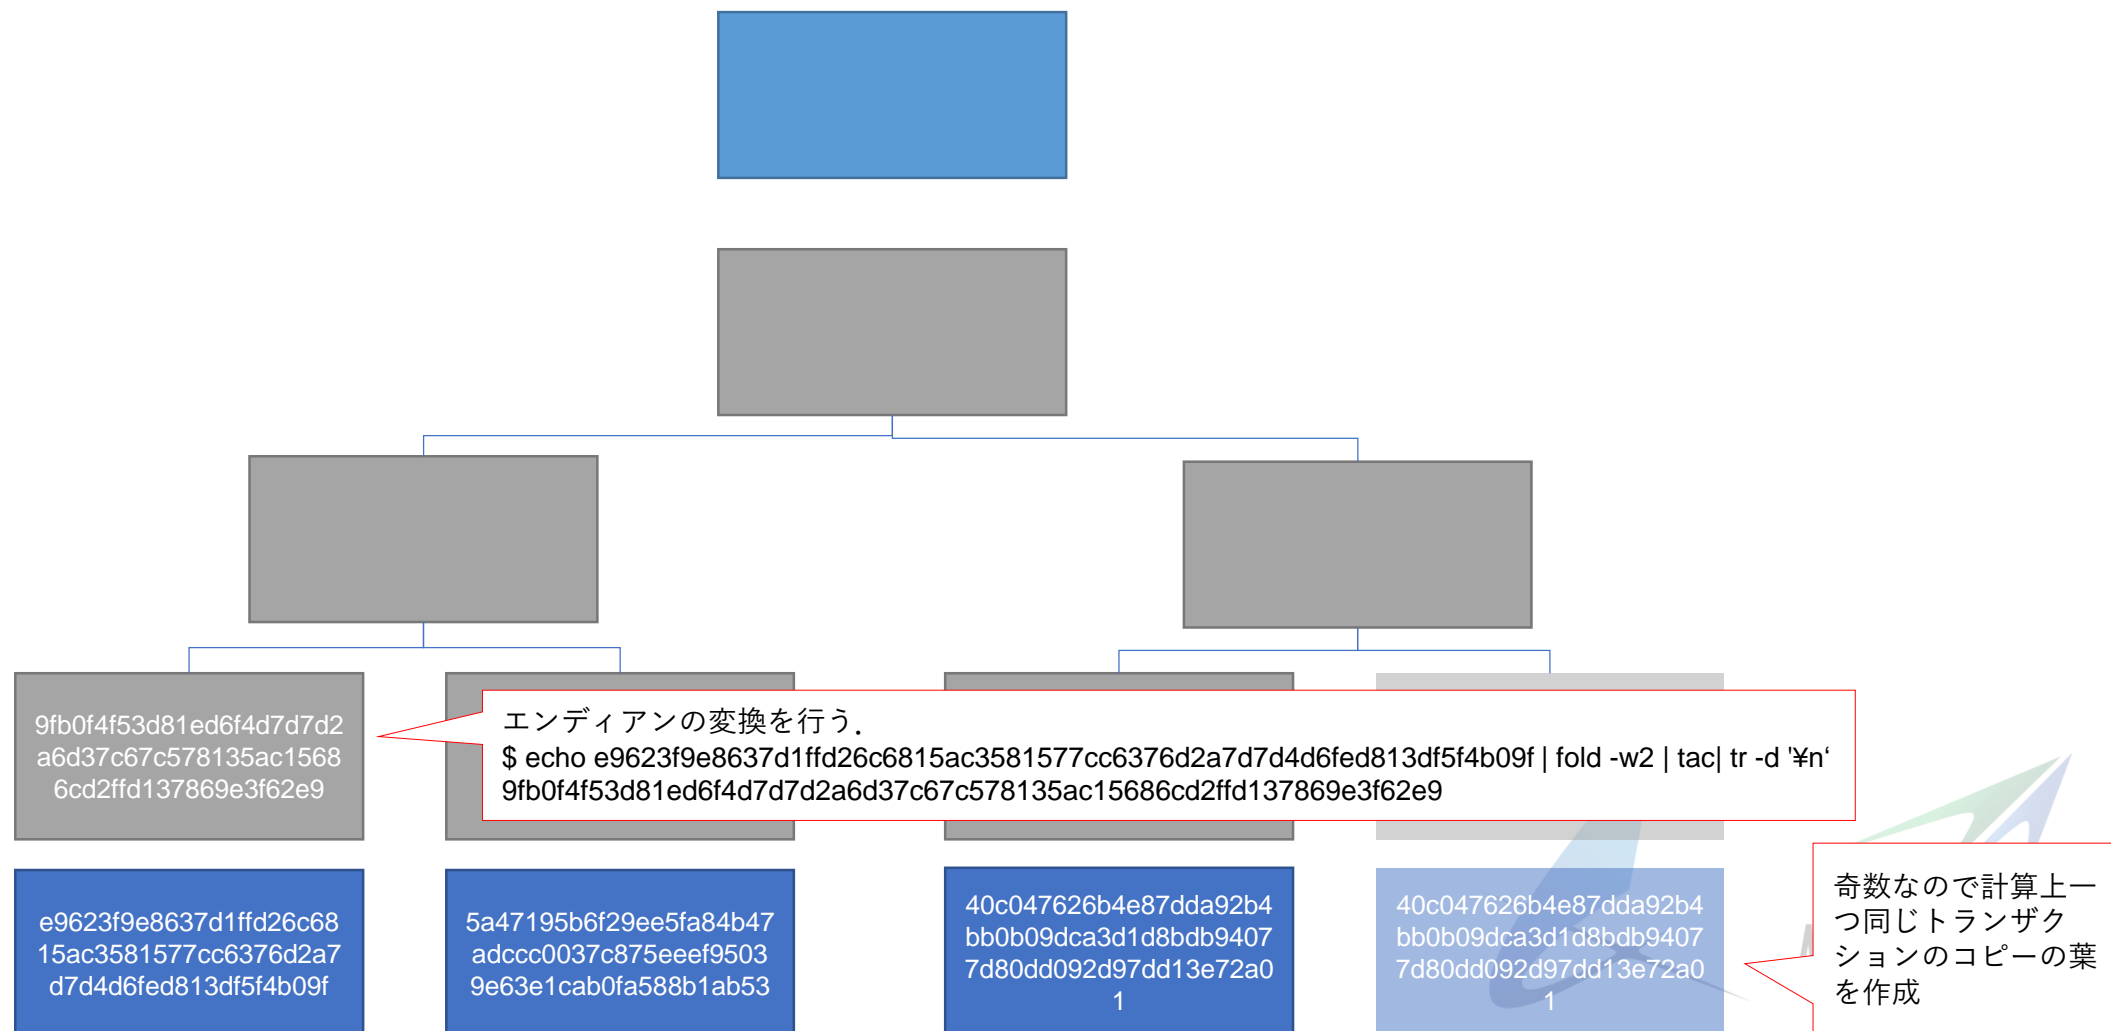 9fb0f4f53d81ed6f4d7d7d2
a6d37c67c578135ac1568
6cd2ffd137869e3f62e9
エンディアンの変換を行う．
$ echo e9623f9e8637d1ffd26c6815ac3581577cc6376d2a7d7d4d6fed813df5f4b09f | fold -w2 | tac| tr -d '¥n‘
9fb0f4f53d81ed6f4d7d7d2a6d37c67c578135ac15686cd2ffd137869e3f62e9
e9623f9e8637d1ffd26c68
15ac3581577cc6376d2a7
d7d4d6fed813df5f4b09f
5a47195b6f29ee5fa84b47
adccc0037c875eeef9503
9e63e1cab0fa588b1ab53
40c047626b4e87dda92b4
bb0b09dca3d1d8bdb9407
7d80dd092d97dd13e72a0
1
40c047626b4e87dda92b4
bb0b09dca3d1d8bdb9407
7d80dd092d97dd13e72a0
1
奇数なので計算上一
つ同じトランザク
ションのコピーの葉
を作成